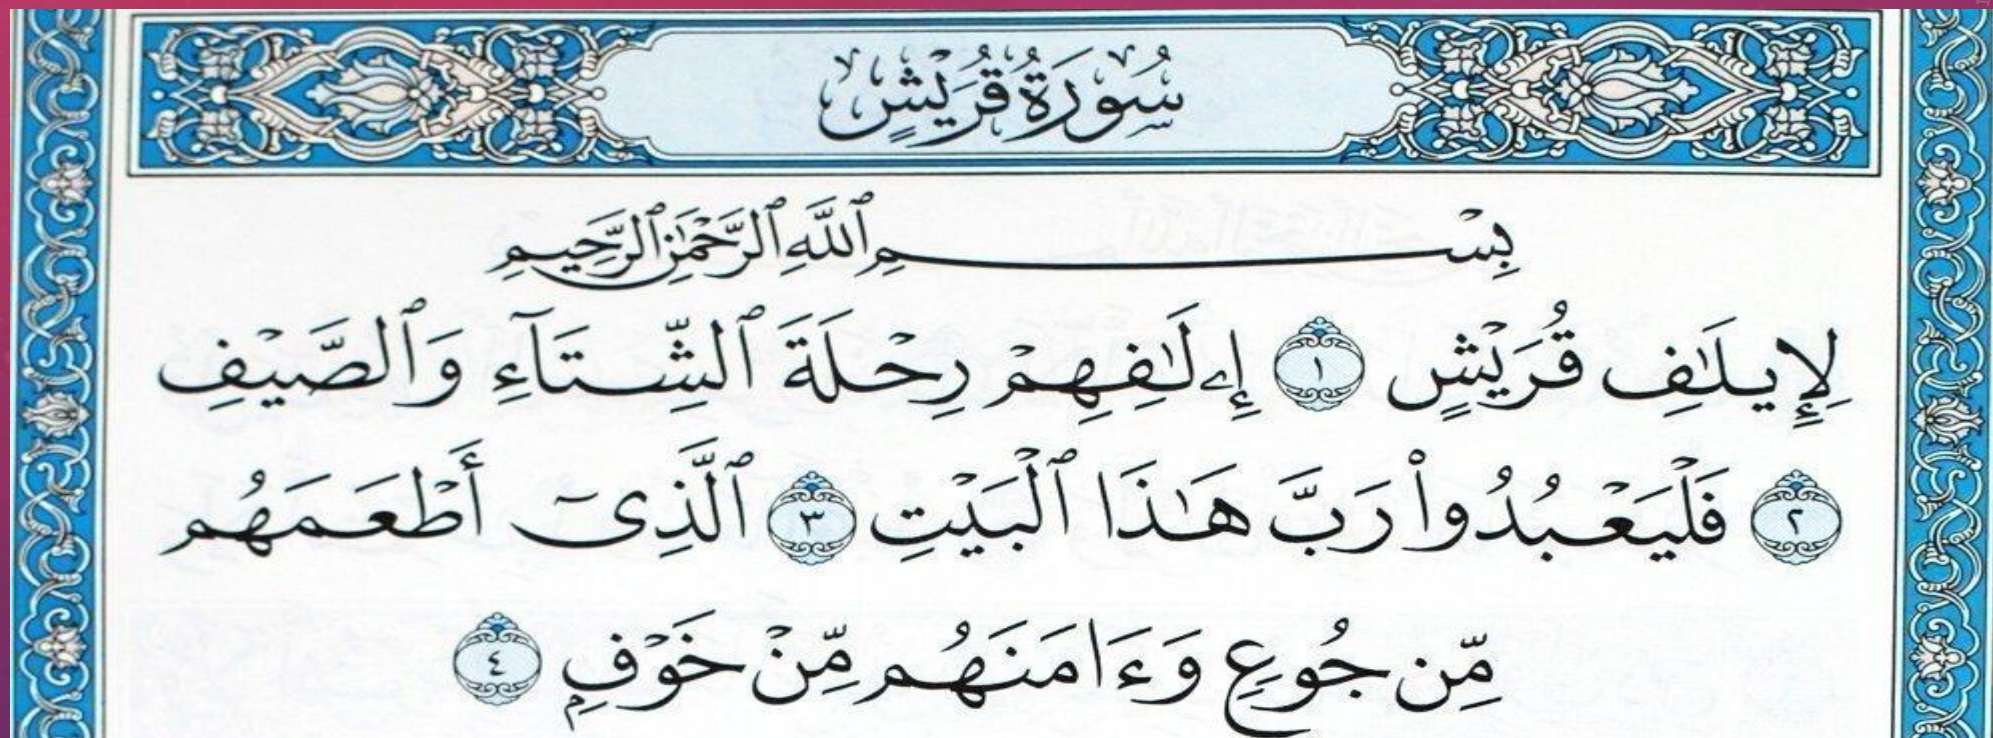 سُورَةُ قُرَيْشٍ
بِسْمِ ٱللَّهِ ٱلرَّحْمَٰنِ ٱلرَّحِيمِ
لِإِيلَٰفِ قُرَيْشٍ ١ إِۦلَٰفِهِمْ رِحْلَةَ ٱلشِّتَآءِ وَٱلصَّيْفِ
٢ فَلْيَعْبُدُوا۟ رَبَّ هَٰذَا ٱلْبَيْتِ ٣ ٱلَّذِىٓ أَطْعَمَهُم
مِّن جُوعٍ وَءَامَنَهُم مِّنْ خَوْفٍۭ ٤